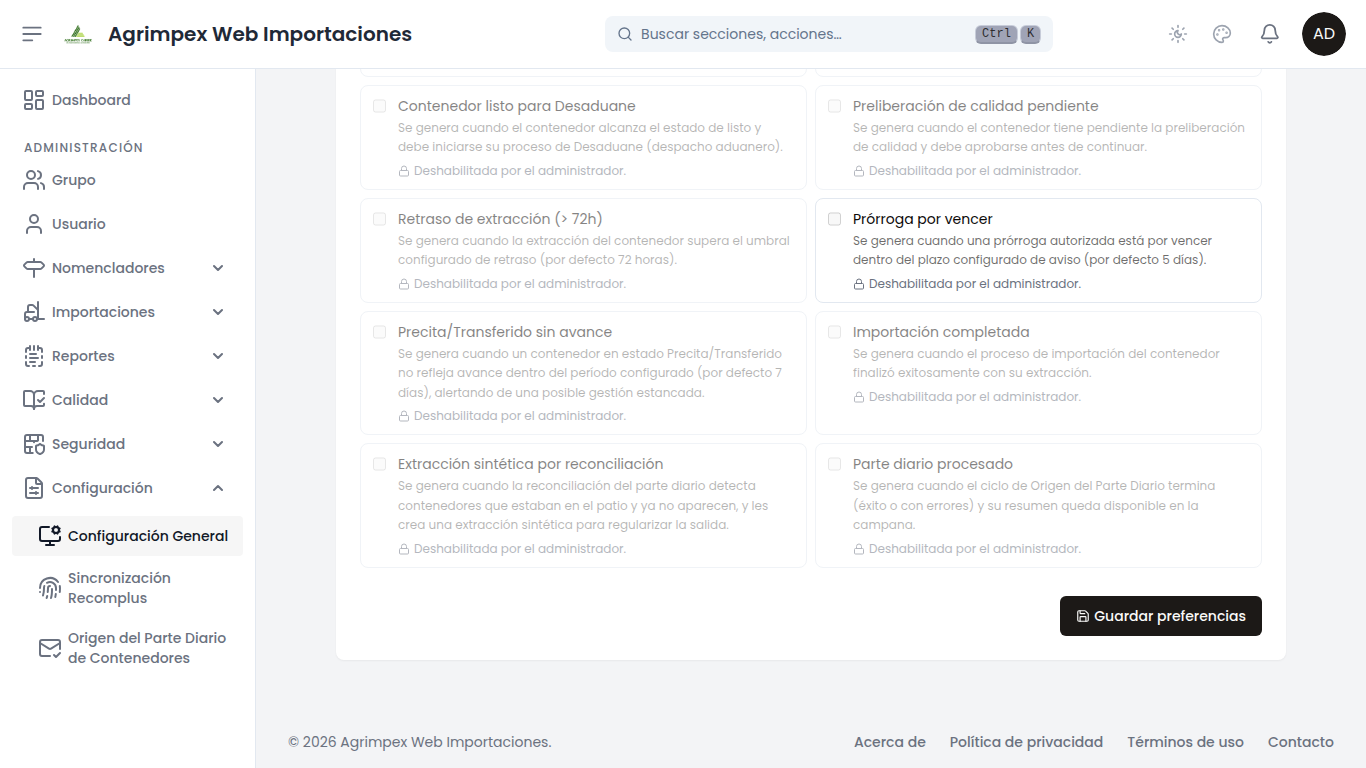 Agrimpex Web Importaciones
Buscar secciones, acciones...
Ctrl K
AD
Dashboard
ADMINISTRACIÓN
Grupo
Usuario
Nomencladores
Importaciones
Reportes
Calidad
Seguridad
Configuración
Configuración General
Sincronización
Recomplus
Origen del Parte Diario
de Contenedores
Contenedor listo para Desaduane
Se genera cuando el contenedor alcanza el estado de listo y
debe iniciarse su proceso de Desaduane (despacho aduanero).
Deshabilitada por el administrador.
Preliberación de calidad pendiente
Se genera cuando el contenedor tiene pendiente la preliberación
de calidad y debe aprobarse antes de continuar.
Deshabilitada por el administrador.
Retraso de extracción (> 72h)
Se genera cuando la extracción del contenedor supera el umbral
configurado de retraso (por defecto 72 horas).
Deshabilitada por el administrador.
Prórroga por vencer
Se genera cuando una prórroga autorizada está por vencer
dentro del plazo configurado de aviso (por defecto 5 días).
Deshabilitada por el administrador.
Precita/Transferido sin avance
Se genera cuando un contenedor en estado Precita/Transferido
no refleja avance dentro del período configurado (por defecto 7
días), alertando de una posible gestión estancada.
Deshabilitada por el administrador.
Importación completada
Se genera cuando el proceso de importación del contenedor
finalizó exitosamente con su extracción.
Deshabilitada por el administrador.
Extracción sintética por reconciliación
Se genera cuando la reconciliación del parte diario detecta
contenedores que estaban en el patio y ya no aparecen, y les
crea una extracción sintética para regularizar la salida.
Deshabilitada por el administrador.
Parte diario procesado
Se genera cuando el ciclo de Origen del Parte Diario termina
(éxito o con errores) y su resumen queda disponible en la
campana.
Deshabilitada por el administrador.
Guardar preferencias
© 2026 Agrimpex Web Importaciones.
Acerca de
Política de privacidad
Términos de uso
Contacto